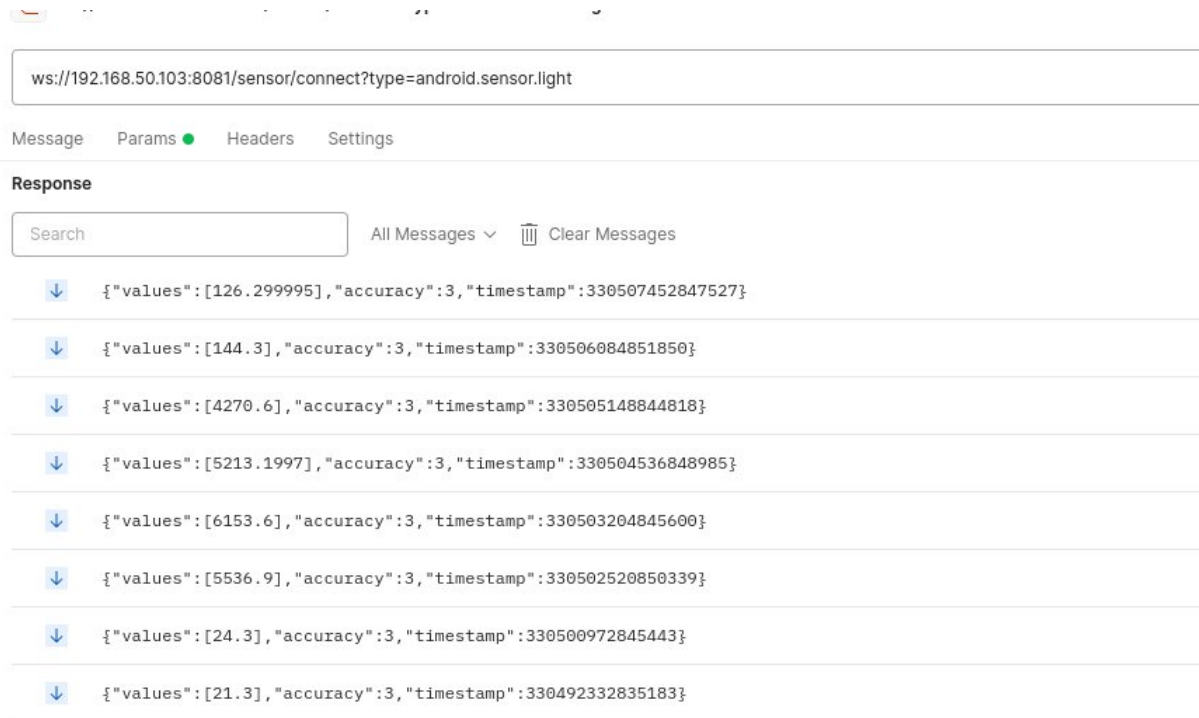 ws://192.168.50.103:8081/sensor/connect?type=android.sensor.light
Message Params Headers Settings
Response
Search All Messages Clear Messages
{"values":[126.299995],"accuracy":3,"timestamp":330507452847527}
{"values":[144.3],"accuracy":3,"timestamp":330506084851850}
{"values":[4270.6],"accuracy":3,"timestamp":330505148844818}
{"values":[5213.1997],"accuracy":3,"timestamp":330504536848985}
{"values":[6153.6],"accuracy":3,"timestamp":330503204845600}
{"values":[5536.9],"accuracy":3,"timestamp":330502520850339}
{"values":[24.3],"accuracy":3,"timestamp":330500972845443}
{"values":[21.3],"accuracy":3,"timestamp":330492332835183}